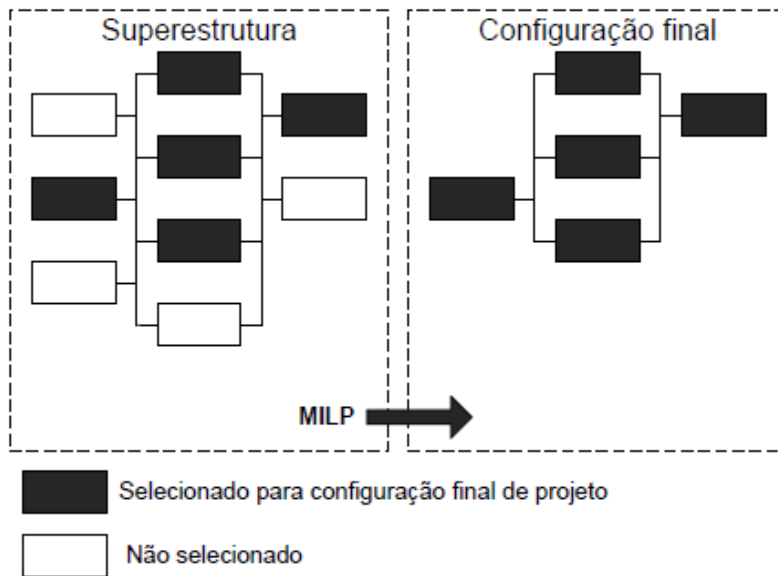 Superestrutura
Configuração final
MILP
Selecionado para configuração final de projeto
Não selecionado